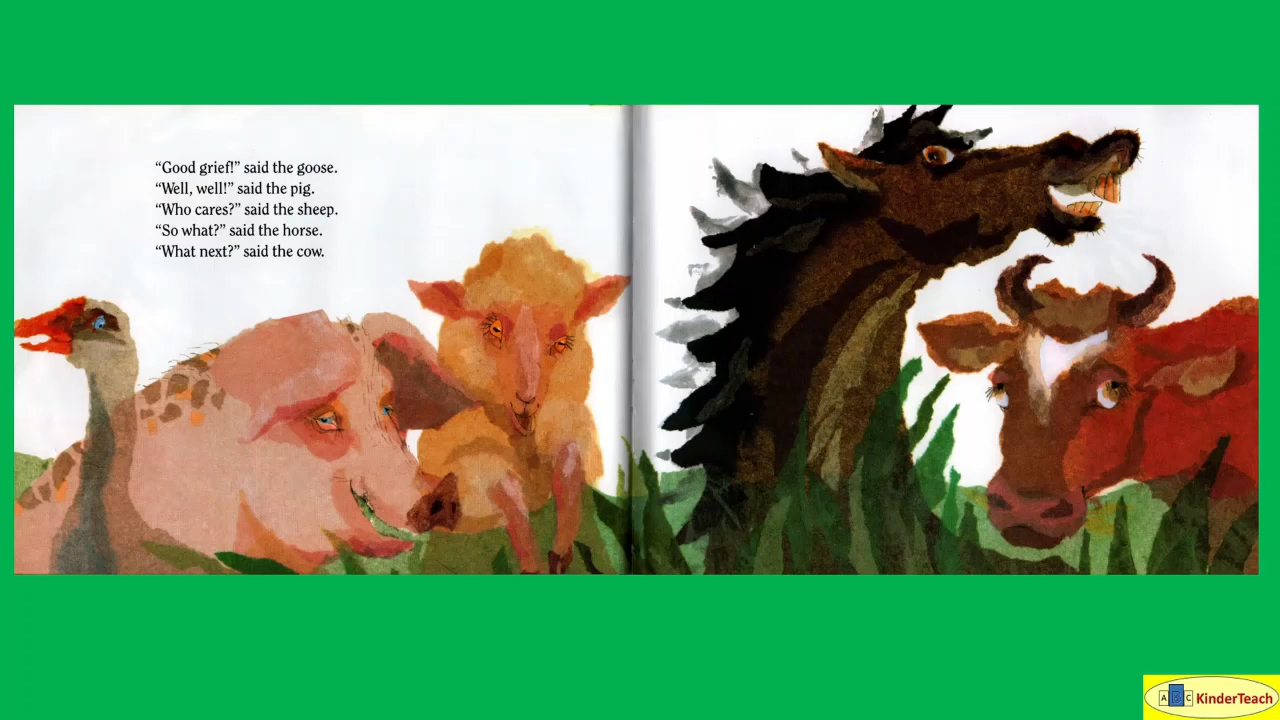 “Good grief!” said the goose.
“Well, well!” said the pig.
“Who cares?” said the sheep.
“So what?” said the horse.
“What next?” said the cow.
ABC KinderTeach